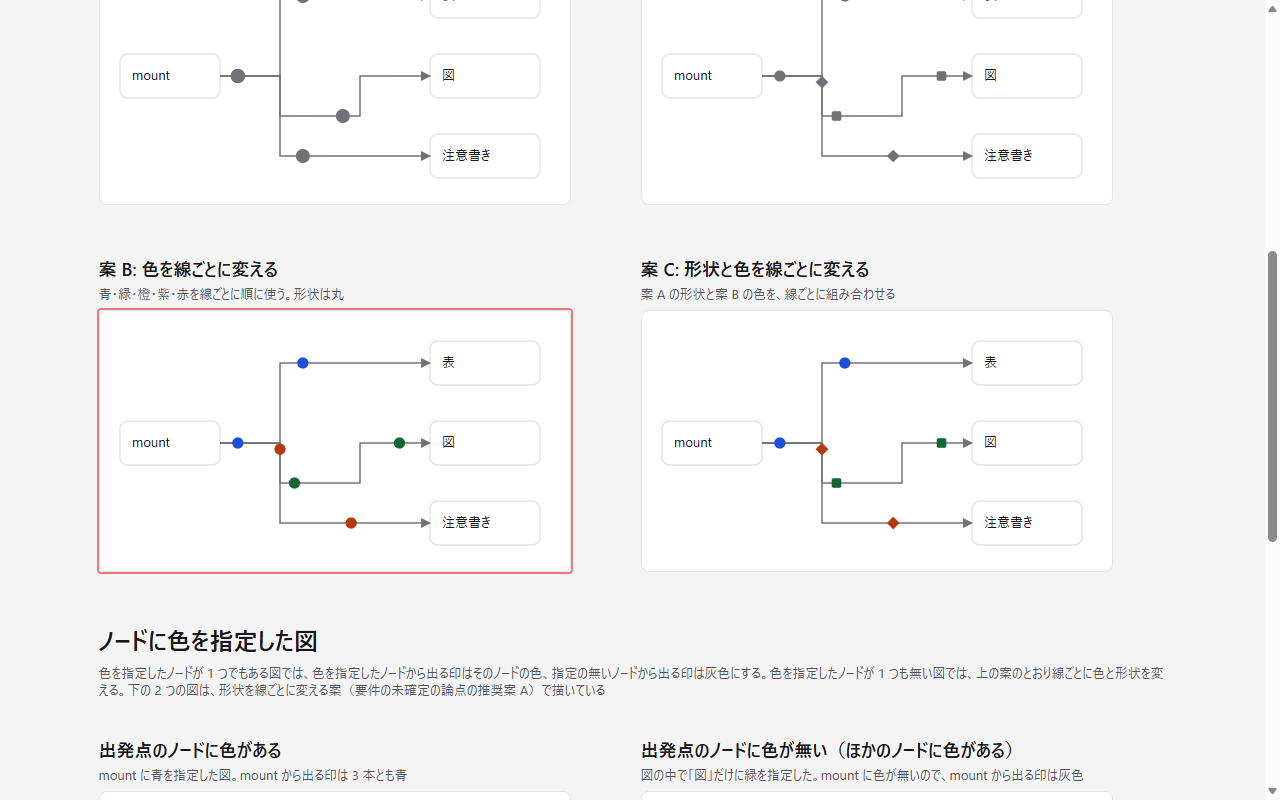 mount
図
注意書き
mount
図
注意書き
案 B: 色を線ごとに変える
青・緑・橙・紫・赤を線ごとに順に使う。形状は丸
表
mount
図
注意書き
案 C: 形状と色を線ごとに変える
案 A の形状と案 B の色を、線ごとに組み合わせる
表
mount
図
注意書き
ノードに色を指定した図
色を指定したノードが 1 つでもある図では、色を指定したノードから出る印はそのノードの色、指定の無いノードから出る印は灰色にする。色を指定したノードが 1 つも無い図では、上の案のとおり線ごとに色と形状を変
える。下の 2 つの図は、形状を線ごとに変える案（要件の未確定の論点の推奨案 A）で描いている
出発点のノードに色がある
mount に青を指定した図。mount から出る印は 3 本とも青
出発点のノードに色が無い（ほかのノードに色がある）
図の中で「図」だけに緑を指定した。mount に色が無いので、mount から出る印は灰色